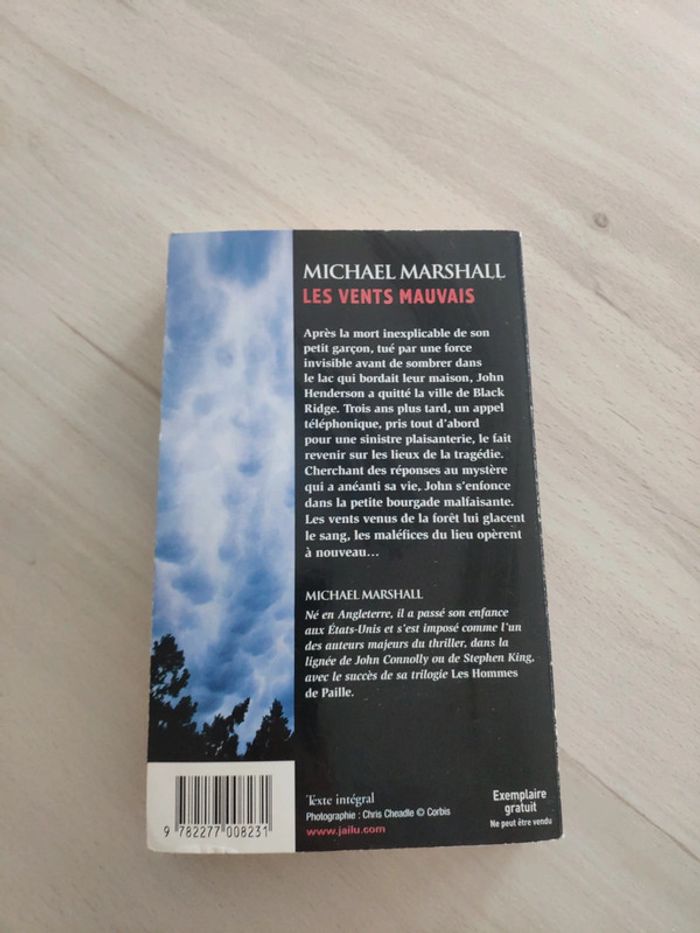 MICHAEL MARSHALL
LES VENTS MAUVAIS
Après la mort inexplicable de son
petit garçon, tué par une force
invisible avant de sombrer dans
le lac qui bordait leur maison, John
Henderson a quitté la ville de Black
Ridge. Trois ans plus tard, un appel
téléphonique, pris tout d'abord
pour une sinistre plaisanterie, le fait
revenir sur les lieux de la tragédie.
Cherchant des réponses au mystère
qui a anéanti sa vie, John s'enfonce
dans la petite bourgade malfaisante.
Les vents venus de la forêt lui glacent
le sang, les maléfices du lieu opèrent
à nouveau…
MICHAEL MARSHALL
Né en Angleterre, il a passé son enfance
aux États-Unis et s'est imposé comme l'un
des auteurs majeurs du thriller, dans la
lignée de John Connolly ou de Stephen King,
avec le succès de sa trilogie Les Hommes
de Paille.
Texte intégral
Photographie : Chris Cheadle © Corbis
www.jailu.com
Exemplaire
gratuit
Ne peut être vendu
9 782277 008231